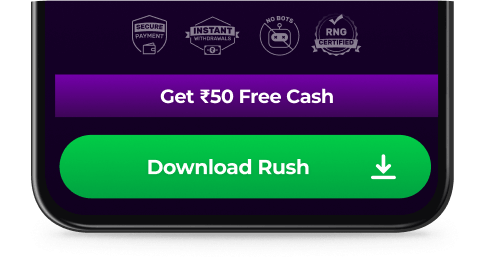 SECURE
PAYMENT
INSTANT
WITHDRAWALS
NO BOTS
RNG
CERTIFIED
Get ₹50 Free Cash
Download Rush